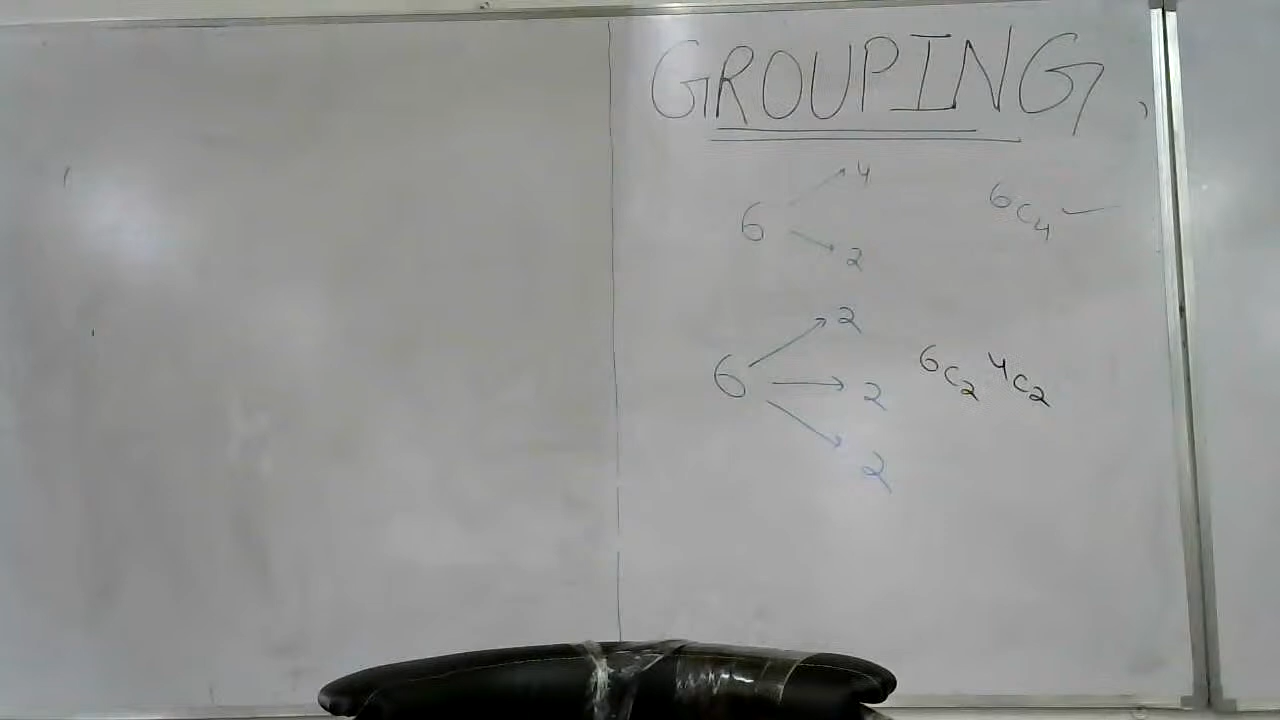 GROUPING,
6 → 4
→ 2
⁶C₄ —
6 → 2
→ 2
→ 2
⁶C₂ ⁴C₂